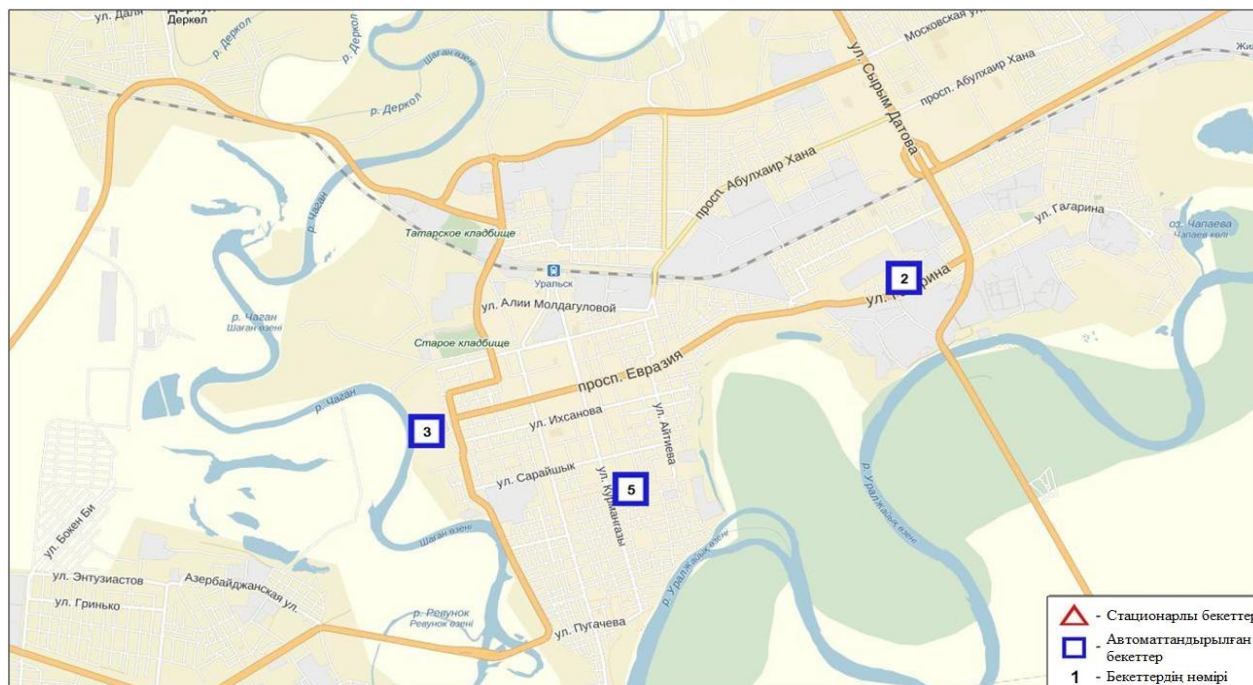 ул. Даля
Деркөл
р. Деркол
р. Деркол
р. Деркол
Шаған өзені
Московская ул.
ул. Сырым Датова
просп. Абулхаир Хана
просп. Абулхаир Хана
р. Чаган
Татарское кладбище
ул. Гагарина
оз. Чапаева
Чапаев көлі
Уральск
2
ул. Гагарина
ул. Алии Молдагуловой
р. Чаган
Шаған өзені
Старое кладбище
просп. Евразия
р. Чаган
ул. Ихсанова
ул. Айтиева
3
ул. Сарайшык
5
ул. Курмангазы
р. Урал
Жайық өзені
Шаған өзені
ул. Бокен Би
р. Урал
Жайық өзені
ул. Энтузиастов
Азербайджанская ул.
ул. Гринько
р. Ревунок
Ревунок өзені
ул. Пугачева
- Стационарлы бекеттер
- Автоматтандырылған
бекеттер
1 - Бекеттердің нөмірі